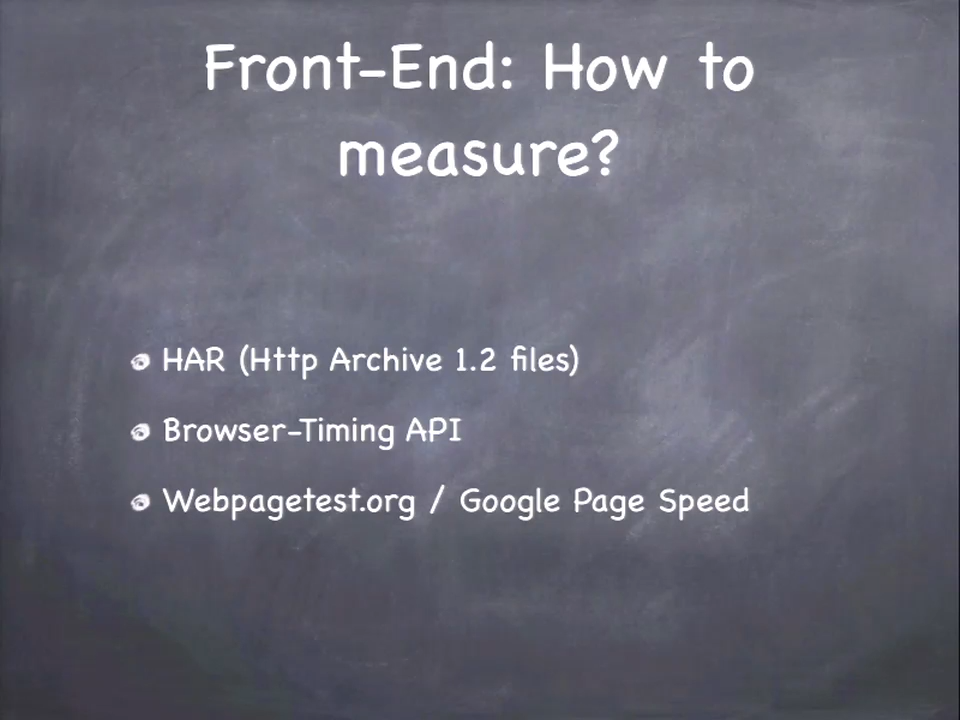 Front-End: How to
measure?
HAR (Http Archive 1.2 files)
Browser-Timing API
Webpagetest.org / Google Page Speed